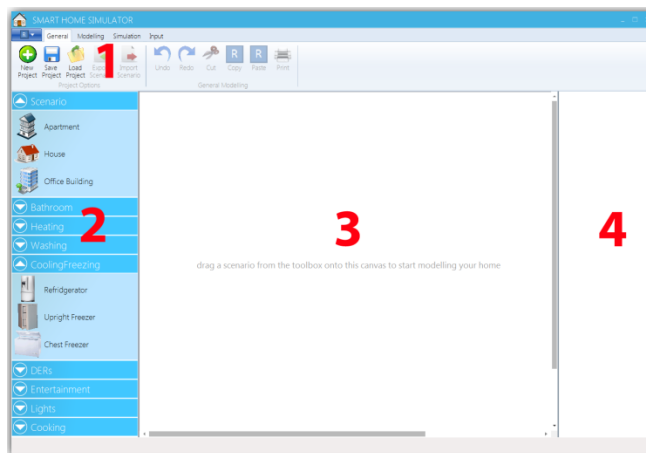 SMART HOME SIMULATOR
General Modelling Simulation Input
New Project Save Project Load Project Export Scenario Import Scenario Undo Redo Cut R Copy R Paste Print
Project Options General Modelling
1
Scenario
Apartment
House
Office Building
Bathroom
Heating
Washing
CoolingFreezing
Refridgerator
Upright Freezer
Chest Freezer
DERs
Entertainment
Lights
Cooking
2
3
drag a scenario from the toolbox onto this canvas to start modelling your home
4